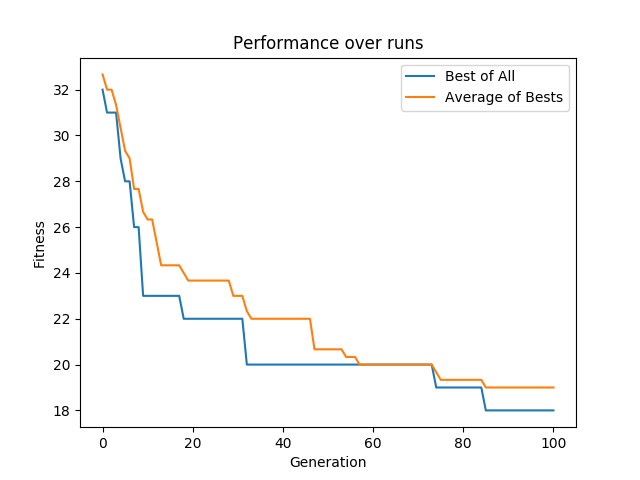 Performance over runs
Best of All
Average of Bests
32
30
28
26
24
22
20
18
Fitness
0 20 40 60 80 100
Generation